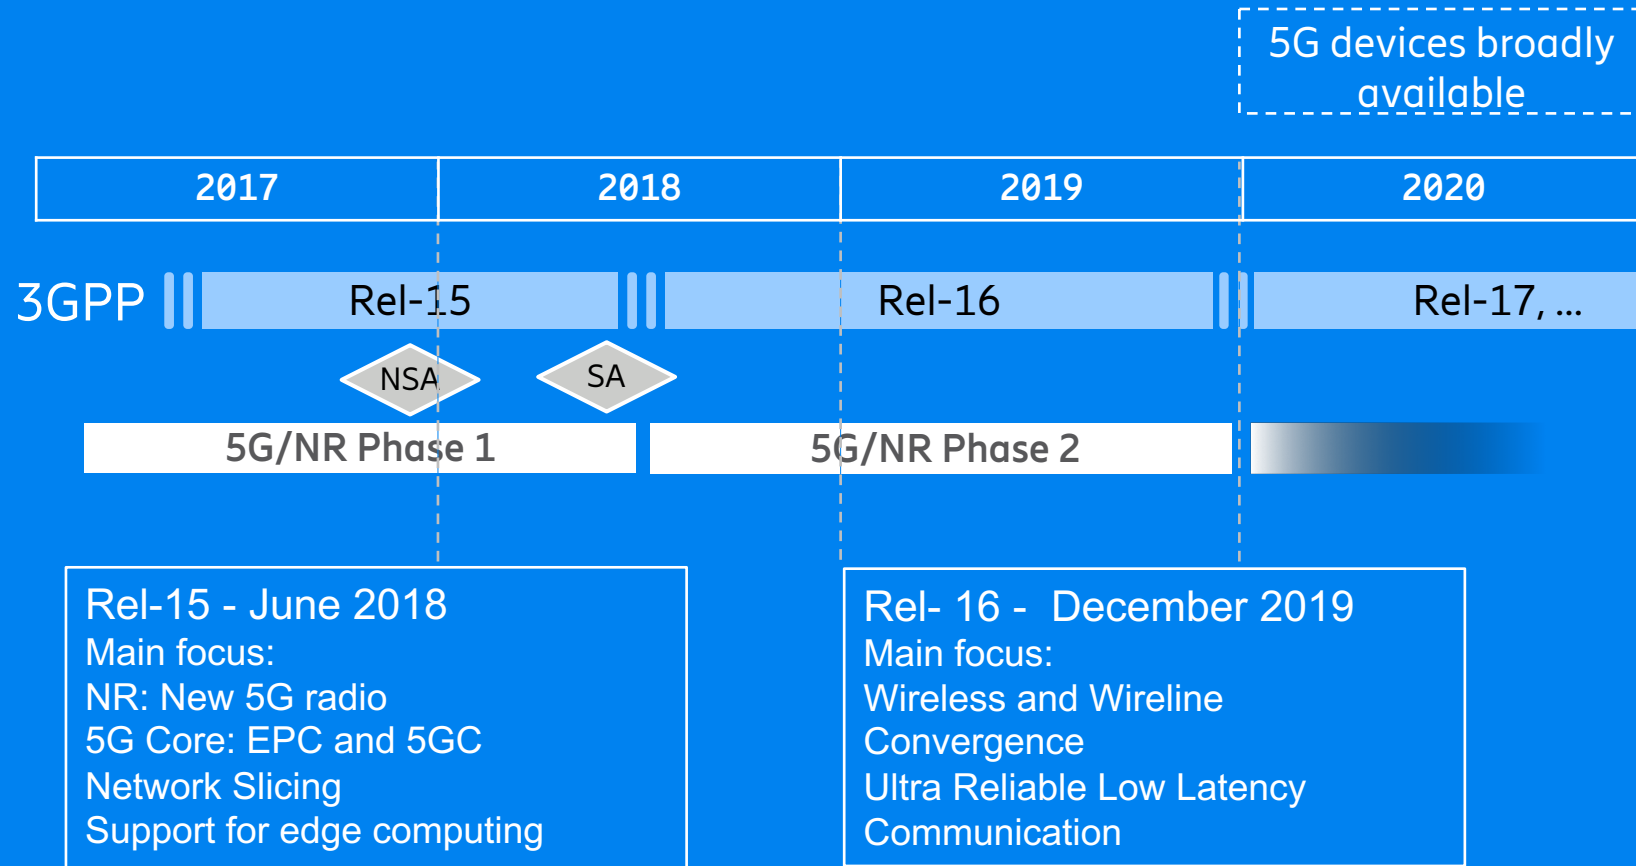 5G devices broadly
available
2017 2018 2019 2020
3GPP Rel-15 Rel-16 Rel-17, ...
NSA SA
5G/NR Phase 1 5G/NR Phase 2
Rel-15 - June 2018
Main focus:
NR: New 5G radio
5G Core: EPC and 5GC
Network Slicing
Support for edge computing
Rel- 16 - December 2019
Main focus:
Wireless and Wireline
Convergence
Ultra Reliable Low Latency
Communication